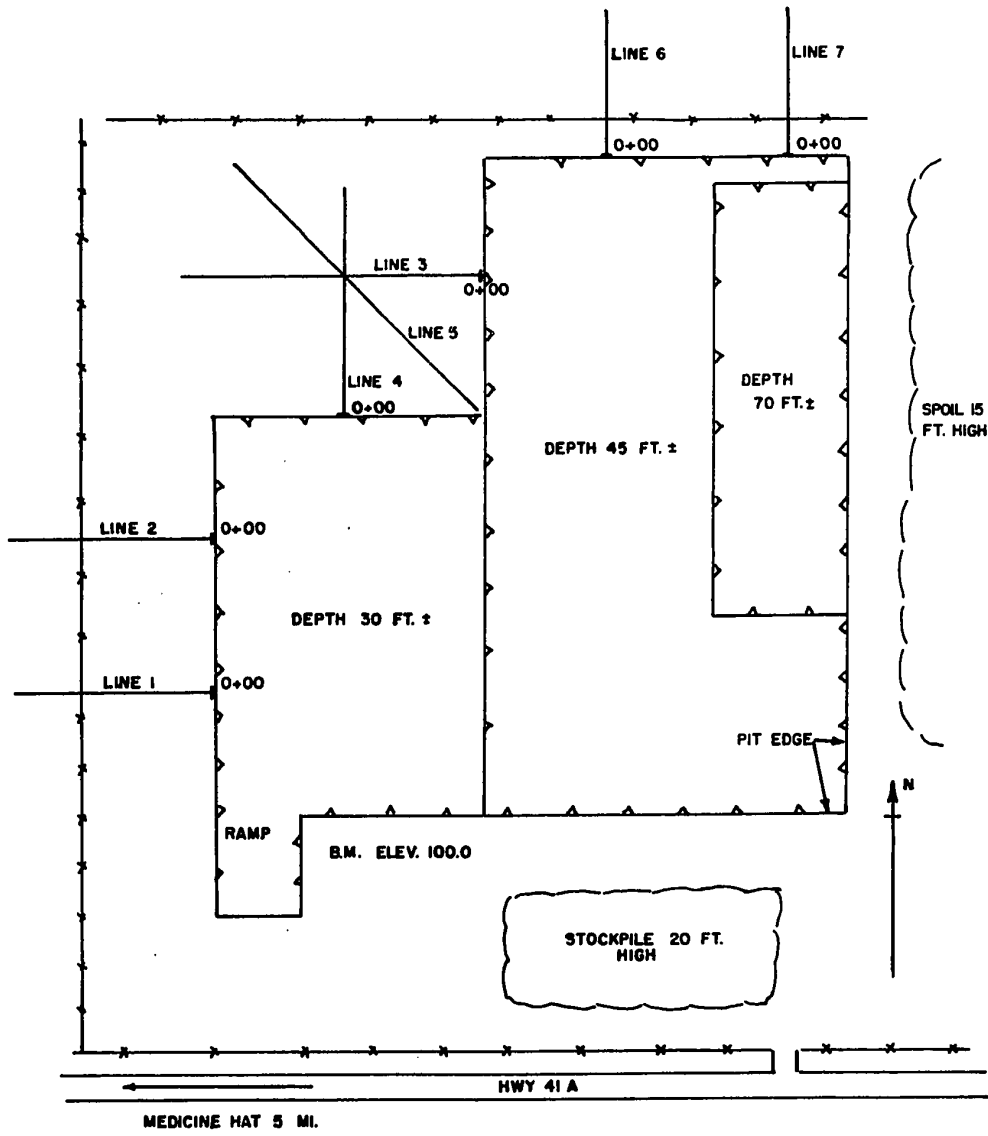 LINE 6
LINE 7
0+00
0+00
LINE 3
0+00
LINE 5
LINE 4
0+00
DEPTH
70 FT.±
SPOIL 15
FT. HIGH
DEPTH 45 FT. ±
LINE 2
0+00
DEPTH 30 FT. ±
LINE 1
0+00
PIT EDGE
N
RAMP
B.M. ELEV. 100.0
STOCKPILE 20 FT.
HIGH
HWY 41 A
MEDICINE HAT 5 MI.